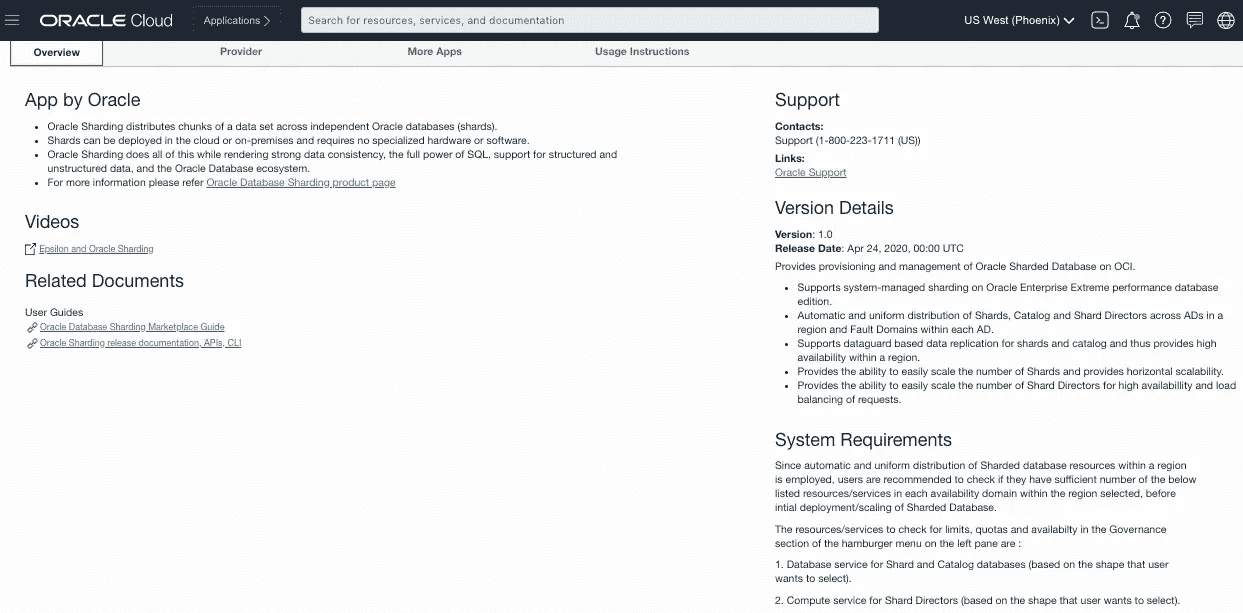 ORACLE Cloud
Applications
Search for resources, services, and documentation
US West (Phoenix)
Overview
Provider
More Apps
Usage Instructions
App by Oracle
Oracle Sharding distributes chunks of a data set across independent Oracle databases (shards).
Shards can be deployed in the cloud or on-premises and requires no specialized hardware or software.
Oracle Sharding does all of this while rendering strong data consistency, the full power of SQL, support for structured and
unstructured data, and the Oracle Database ecosystem.
For more information please refer Oracle Database Sharding product page
Videos
Epsilon and Oracle Sharding
Related Documents
User Guides
Oracle Database Sharding Marketplace Guide
Oracle Sharding release documentation, APIs, CLI
Support
Contacts:
Support (1-800-223-1711 (US))
Links:
Oracle Support
Version Details
Version: 1.0
Release Date: Apr 24, 2020, 00:00 UTC
Provides provisioning and management of Oracle Sharded Database on OCI.
Supports system-managed sharding on Oracle Enterprise Extreme performance database
edition.
Automatic and uniform distribution of Shards, Catalog and Shard Directors across ADs in a
region and Fault Domains within each AD.
Supports dataguard based data replication for shards and catalog and thus provides high
availability within a region.
Provides the ability to easily scale the number of Shards and provides horizontal scalability.
Provides the ability to easily scale the number of Shard Directors for high availabillity and load
balancing of requests.
System Requirements
Since automatic and uniform distribution of Sharded database resources within a region
is employed, users are recommended to check if they have sufficient number of the below
listed resources/services in each availability domain within the region selected, before
intial deployment/scaling of Sharded Database.
The resources/services to check for limits, quotas and availabilty in the Governance
section of the hamburger menu on the left pane are :
1. Database service for Shard and Catalog databases (based on the shape that user
wants to select).
2. Compute service for Shard Directors (based on the shape that user wants to select).